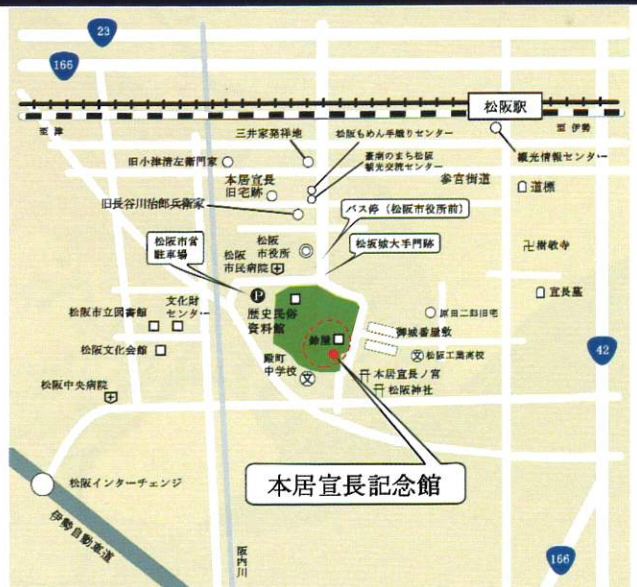 23
166
松阪駅
至 津
至 伊勢
三井家発祥地
松阪もめん手織りセンター
観光情報センター
旧小津清左衛門家
豪商のまち松阪
観光交流センター
参宮街道
本居宣長
旧宅跡
道標
旧長谷川治郎兵衛家
バス停（松阪市役所前）
松阪市営
駐車場
松阪
市役所
松坂城大手門跡
樹敬寺
松阪
市民病院
P
歴史民俗
資料館
宣長墓
文化財
センター
松阪市立図書館
原田二郎旧宅
御城番屋敷
鈴屋
42
松阪文化会館
殿町
中学校
文
文
松阪工業高校
本居宣長ノ宮
松阪神社
松阪中央病院
本居宣長記念館
松阪インターチェンジ
伊勢自動車道
阪内川
166